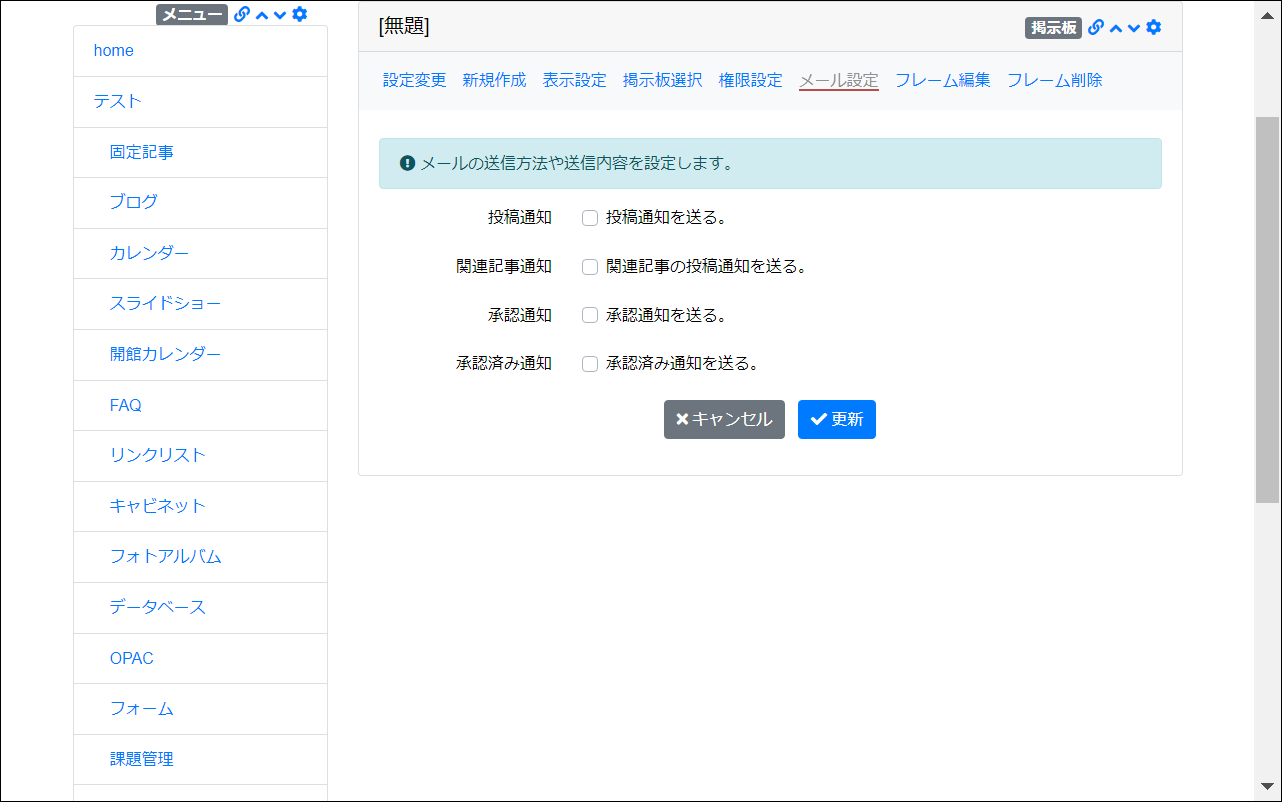 メニュー
home
テスト
固定記事
ブログ
カレンダー
スライドショー
開館カレンダー
FAQ
リンクリスト
キャビネット
フォトアルバム
データベース
OPAC
フォーム
課題管理
[無題]
掲示板
設定変更 新規作成 表示設定 掲示板選択 権限設定 メール設定 フレーム編集 フレーム削除
メールの送信方法や送信内容を設定します。
投稿通知 投稿通知を送る。
関連記事通知 関連記事の投稿通知を送る。
承認通知 承認通知を送る。
承認済み通知 承認済み通知を送る。
キャンセル 更新